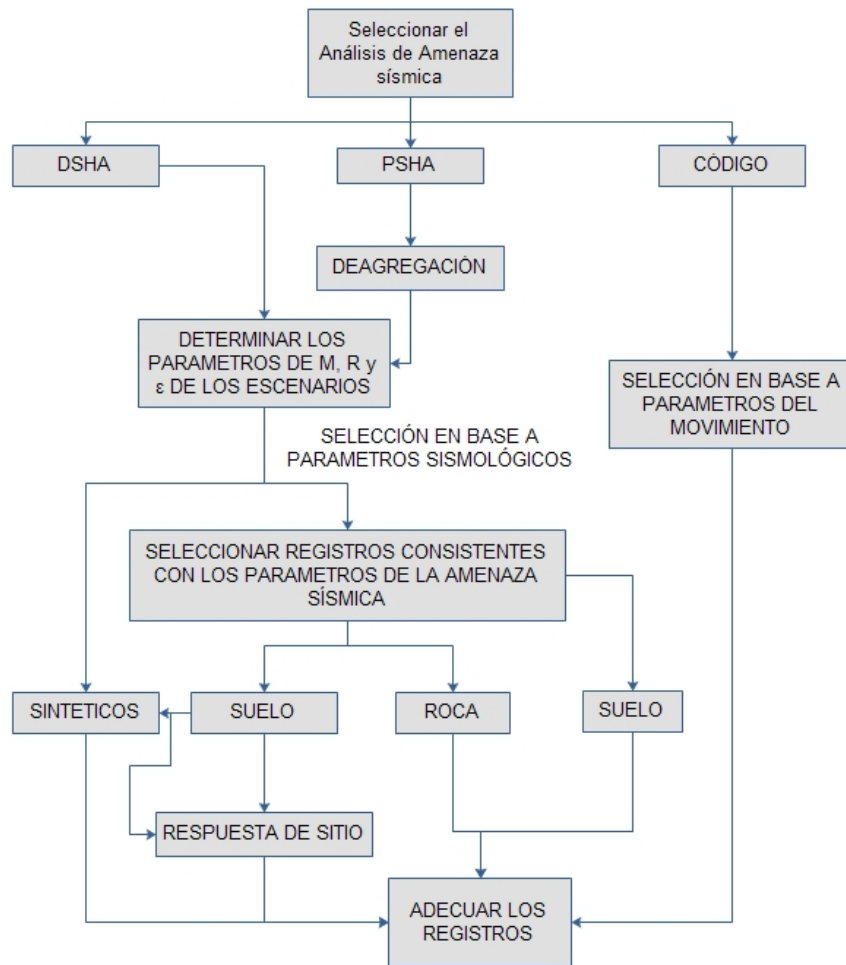 Seleccionar el
Análisis de Amenaza
sísmica
DSHA
PSHA
CÓDIGO
DEAGREGACIÓN
DETERMINAR LOS
PARAMETROS DE M, R y
ε DE LOS ESCENARIOS
SELECCIÓN EN BASE A
PARAMETROS DEL
MOVIMIENTO
SELECCIÓN EN BASE A
PARAMETROS SISMOLÓGICOS
SELECCIONAR REGISTROS CONSISTENTES
CON LOS PARAMETROS DE LA AMENAZA
SÍSMICA
SINTETICOS
SUELO
ROCA
SUELO
RESPUESTA DE SITIO
ADECUAR LOS
REGISTROS